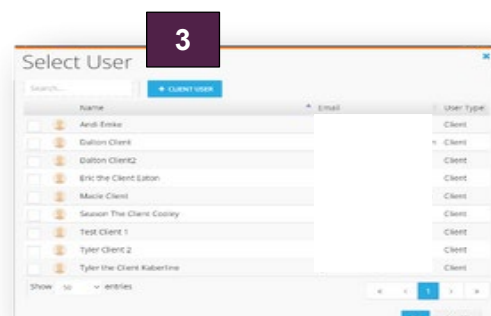 3
Select User
Search...
+ CLIENT USER
Name Email User Type
Andi Emke Client
Dalton Client Client
Dalton Client2 Client
Eric the Client Eaton Client
Macie Client Client
Season The Client Cooley Client
Test Client 1 Client
Tyler Client 2 Client
Tyler the Client Kaberline Client
Show 50 entries
« ‹ 1 › »